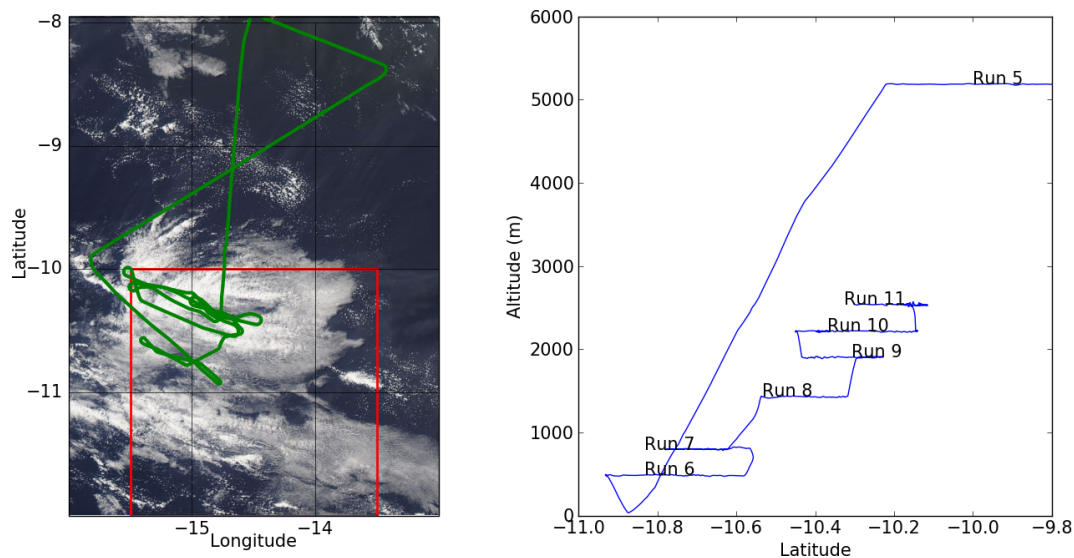 −8
−9
−10
−11
Latitude
−15
−14
Longitude
6000
5000
4000
3000
2000
1000
0
Altitude (m)
Run 5
Run 11
Run 10
Run 9
Run 8
Run 7
Run 6
−11.0
−10.8
−10.6
−10.4
−10.2
−10.0
−9.8
Latitude